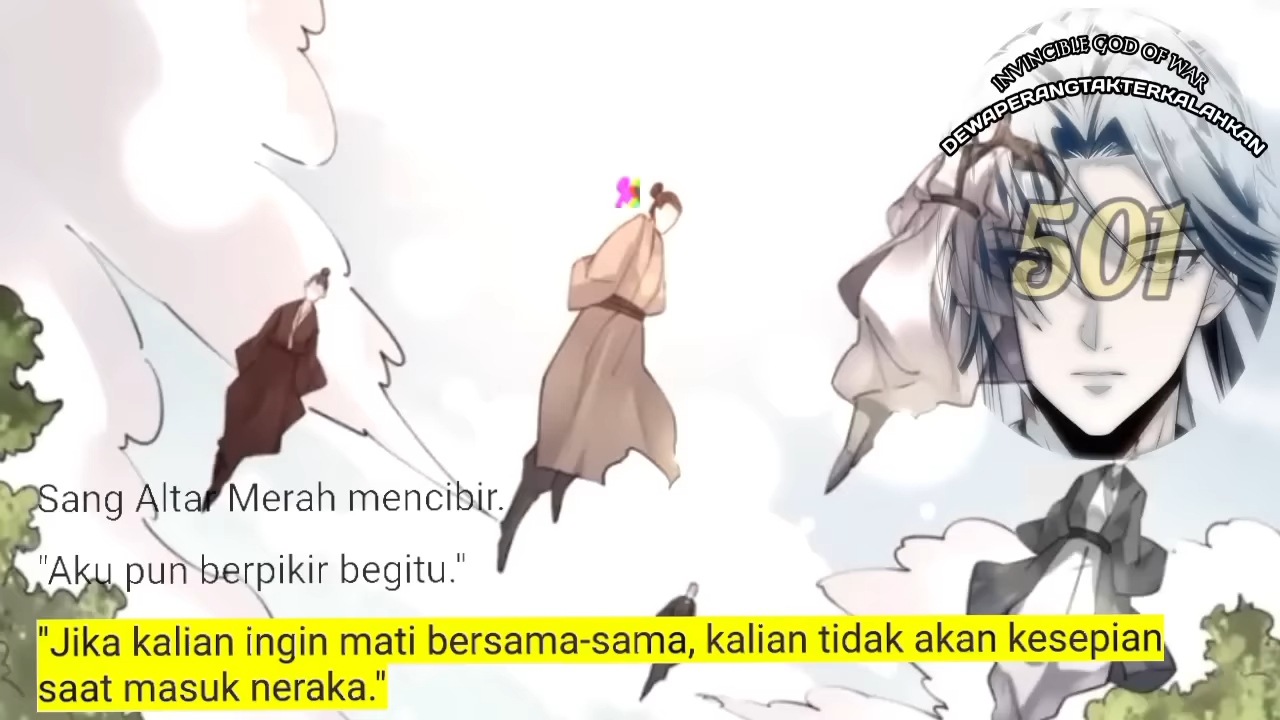 INVINCIBLE GOD OF WAR
DEWAPERANGTAKTERKALAHKAN
501
Sang Altar Merah mencibir.
"Aku pun berpikir begitu."
"Jika kalian ingin mati bersama-sama, kalian tidak akan kesepian
saat masuk neraka."